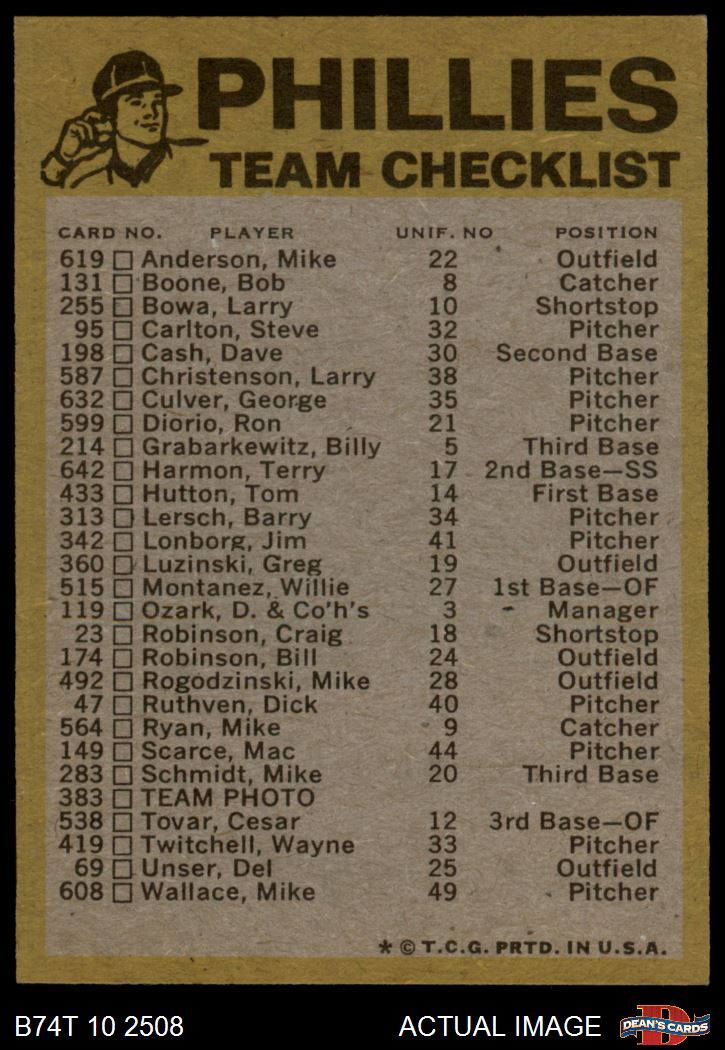 PHILLIES
TEAM CHECKLIST
CARD NO. PLAYER UNIF. NO POSITION
619 Anderson, Mike 22 Outfield
131 Boone, Bob 8 Catcher
255 Bowa, Larry 10 Shortstop
95 Carlton, Steve 32 Pitcher
198 Cash, Dave 30 Second Base
587 Christenson, Larry 38 Pitcher
632 Culver, George 35 Pitcher
599 Diorio, Ron 21 Pitcher
214 Grabarkewitz, Billy 5 Third Base
642 Harmon, Terry 17 2nd Base—SS
433 Hutton, Tom 14 First Base
313 Lersch, Barry 34 Pitcher
342 Lonborg, Jim 41 Pitcher
360 Luzinski, Greg 19 Outfield
515 Montanez, Willie 27 1st Base—OF
119 Ozark, D. & Co'h's 3 Manager
23 Robinson, Craig 18 Shortstop
174 Robinson, Bill 24 Outfield
492 Rogodzinski, Mike 28 Outfield
47 Ruthven, Dick 40 Pitcher
564 Ryan, Mike 9 Catcher
149 Scarce, Mac 44 Pitcher
283 Schmidt, Mike 20 Third Base
383 TEAM PHOTO
538 Tovar, Cesar 12 3rd Base—OF
419 Twitchell, Wayne 33 Pitcher
69 Unser, Del 25 Outfield
608 Wallace, Mike 49 Pitcher
* © T.C.G. PRTD. IN U.S.A.
B74T 10 2508 ACTUAL IMAGE DEAN'S CARDS